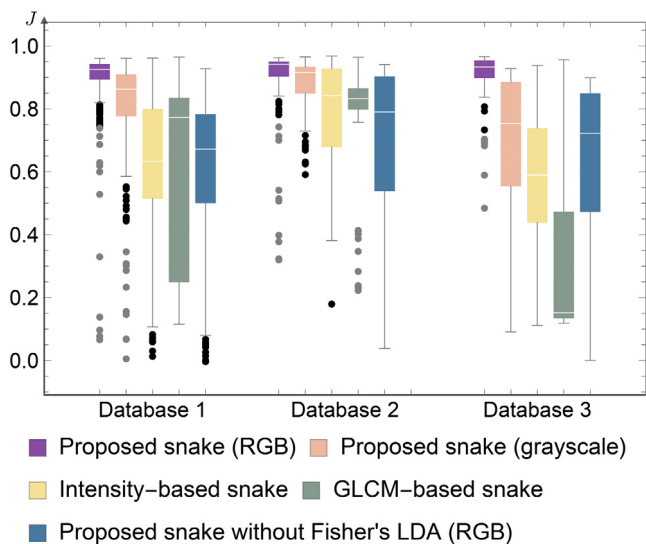 J
1.0
0.8
0.6
0.4
0.2
0.0
Database 1 Database 2 Database 3
Proposed snake (RGB) Proposed snake (grayscale)
Intensity−based snake GLCM−based snake
Proposed snake without Fisher's LDA (RGB)